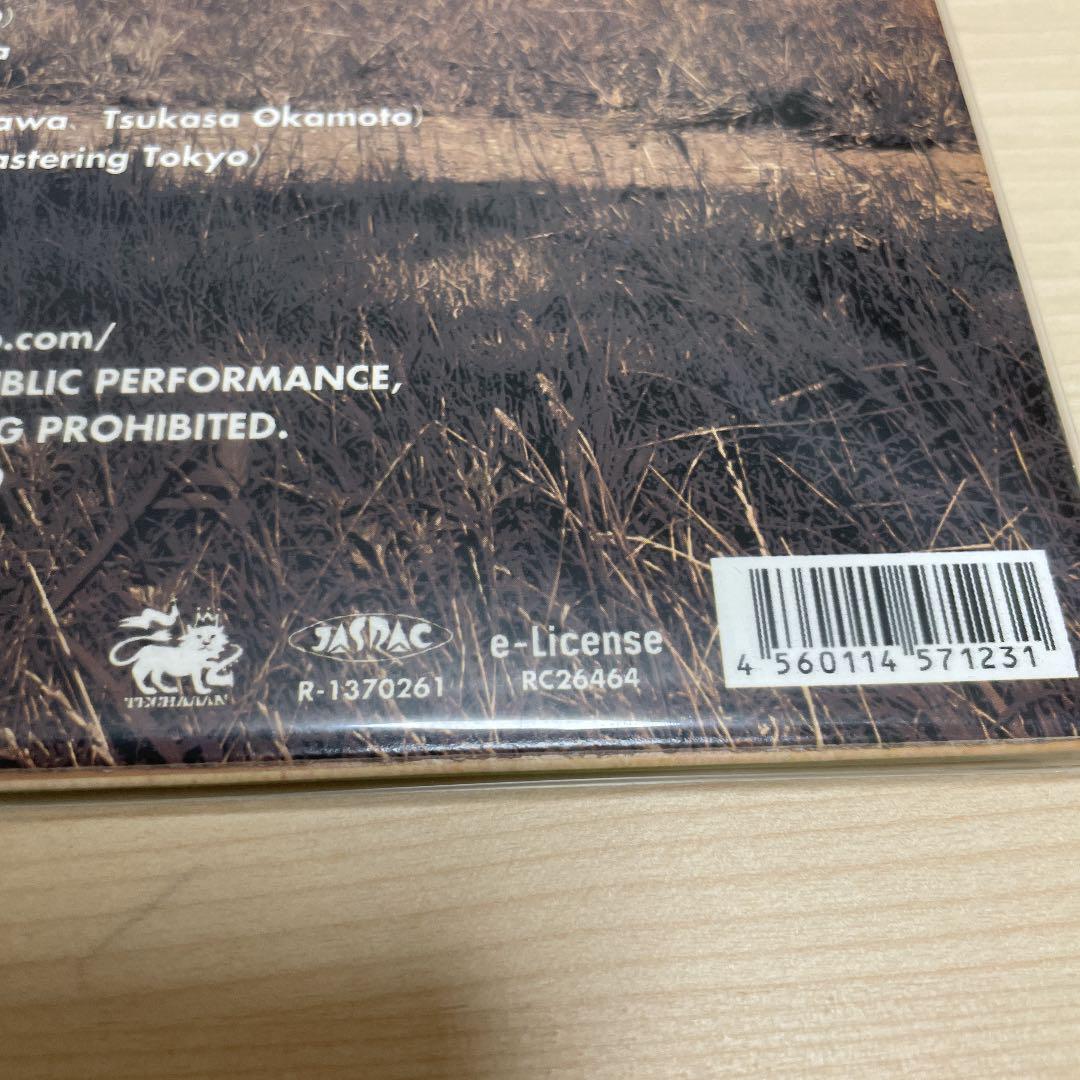 awa、Tsukasa Okamoto)
astering Tokyo)
.com/
BLIC PERFORMANCE,
G PROHIBITED.
JASRAC
R-1370261
e-License
RC26464
4 560114 571231